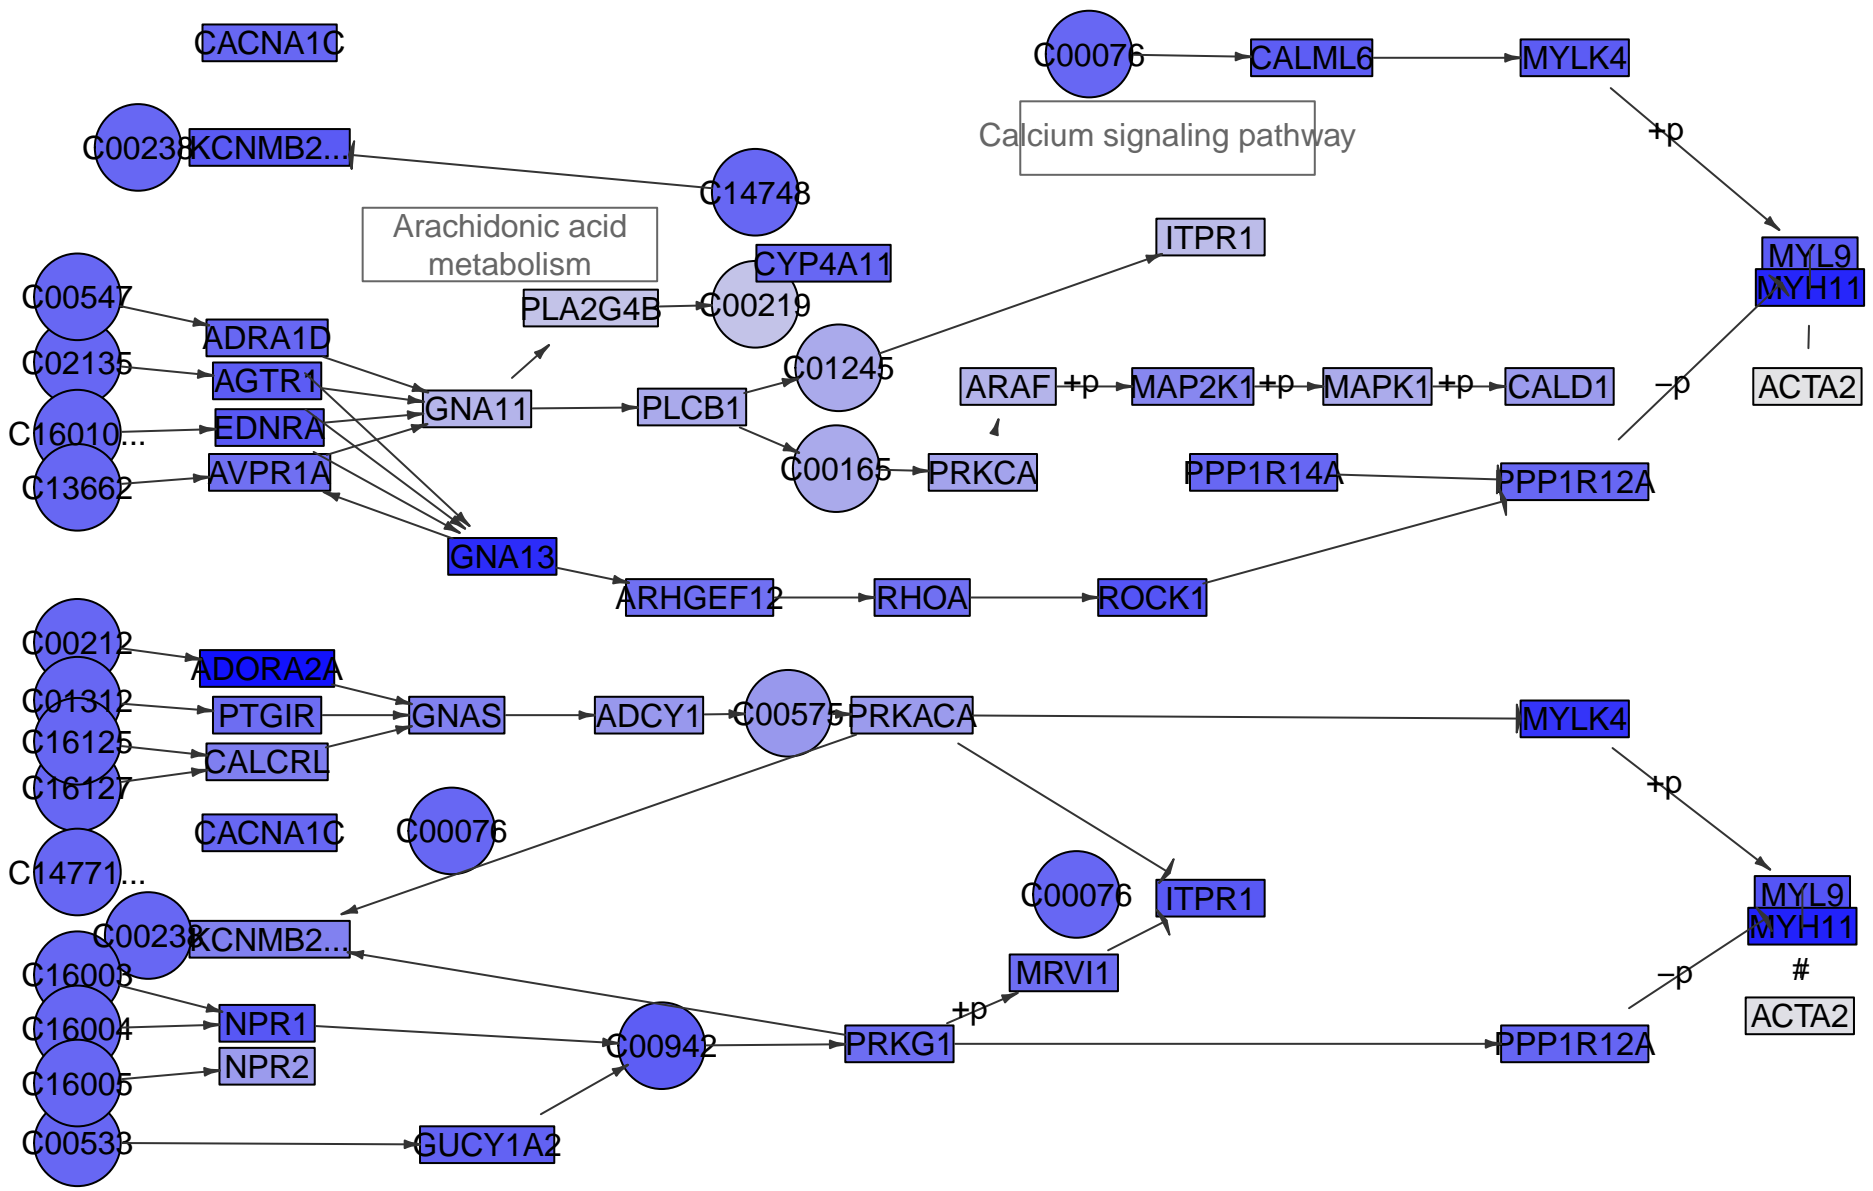 CACNA1C
C00076
CALML6
MYLK4
Calcium signaling pathway
+p
C00238
KCNMB2...
C14748
Arachidonic acid
metabolism
ITPR1
CYP4A11
MYL9
MYH11
C00547
PLA2G4B
C00219
ADRA1D
C02135
AGTR1
C01245
ARAF
+p
MAP2K1
+p
MAPK1
+p
CALD1
–p
ACTA2
GNA11
PLCB1
C16010...
EDNRA
C13662
AVPR1A
C00165
PRKCA
PPP1R14A
PPP1R12A
GNA13
ARHGEF12
RHOA
ROCK1
C00212
ADORA2A
C01312
PTGIR
GNAS
ADCY1
C00575
PRKACA
MYLK4
C16125
CALCRL
C16127
+p
CACNA1C
C00076
C14771...
C00076
ITPR1
MYL9
MYH11
C00238
KCNMB2...
C16003
MRVI1
–p
#
+p
C16004
NPR1
ACTA2
C00942
PRKG1
PPP1R12A
NPR2
C16005
C00533
GUCY1A2